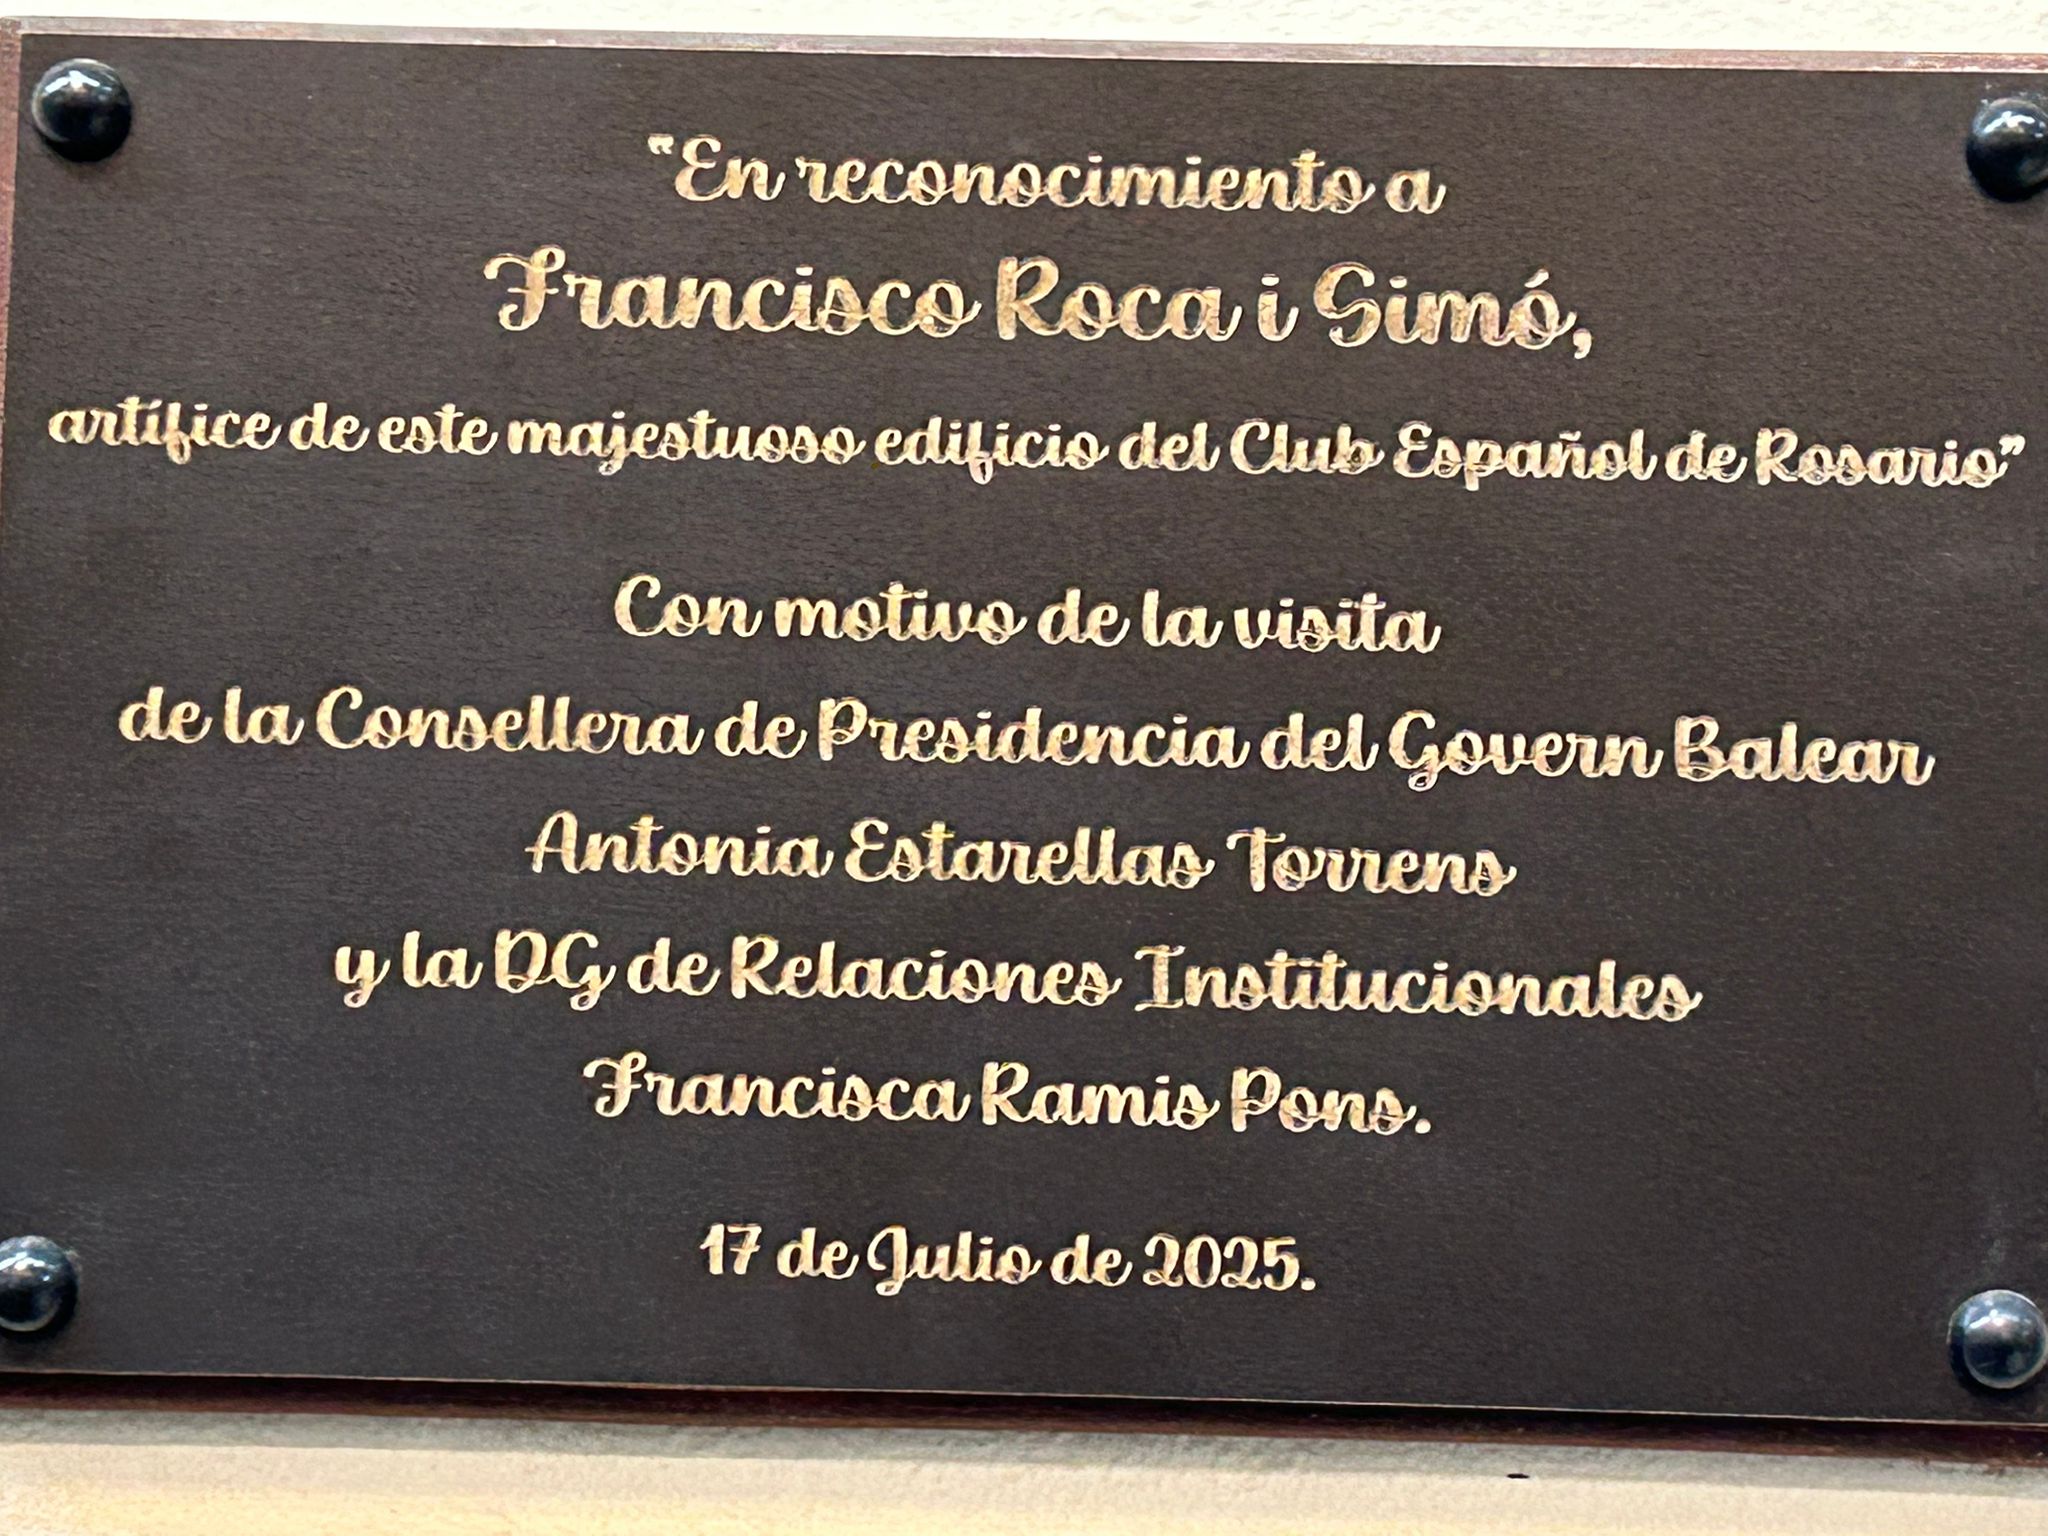 "En reconocimiento a
Francisco Roca i Simó,
artífice de este majestuoso edificio del Club Español de Rosario"
Con motivo de la visita
de la Consellera de Presidencia del Govern Balear
Antonia Estarellas Torrens
y la DG de Relaciones Institucionales
Francisca Ramis Pons.
17 de Julio de 2025.